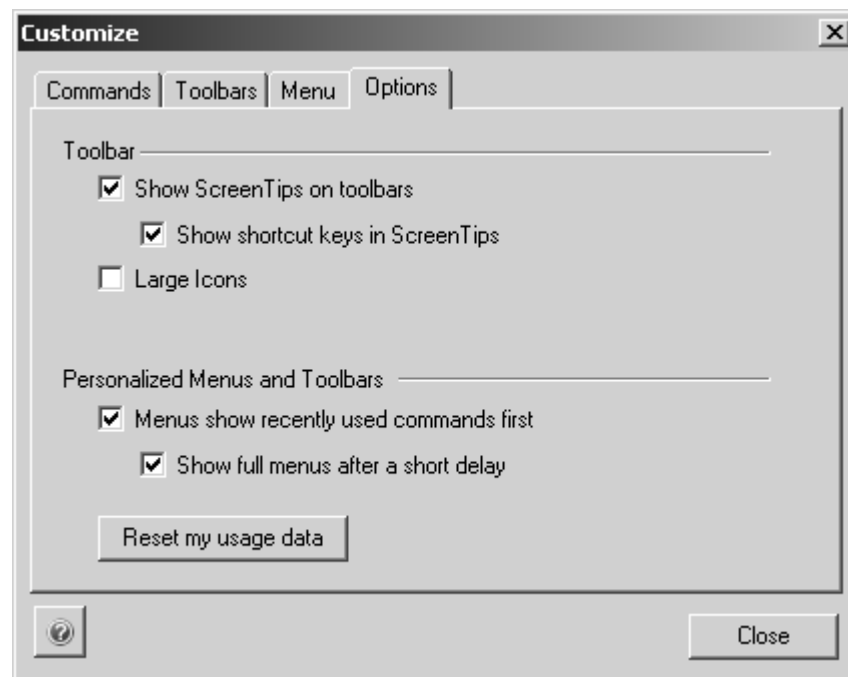 Customize
Commands Toolbars Menu Options
Toolbar
Show ScreenTips on toolbars
Show shortcut keys in ScreenTips
Large Icons
Personalized Menus and Toolbars
Menus show recently used commands first
Show full menus after a short delay
Reset my usage data
?
Close